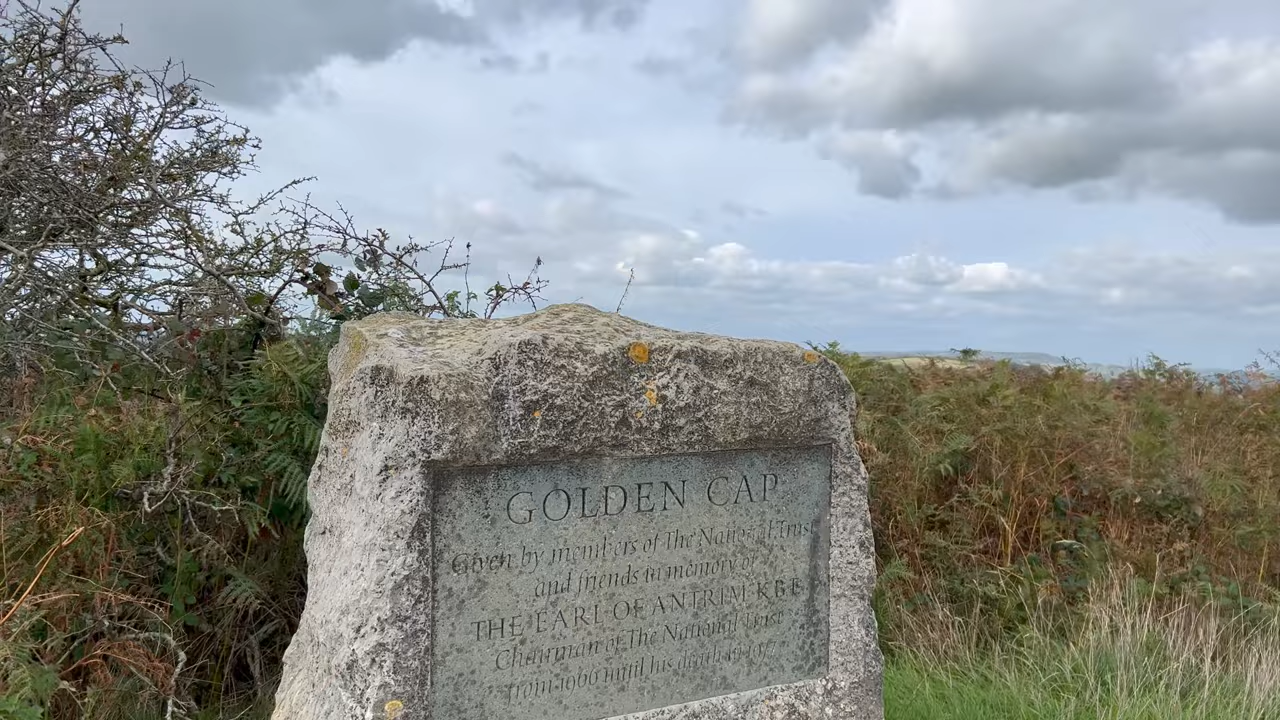 GOLDEN CAP
Given by members of The National Trust
and friends in memory of
THE EARL OF ANTRIM KBE
Chairman of The National Trust
from 1966 until his death in 1977